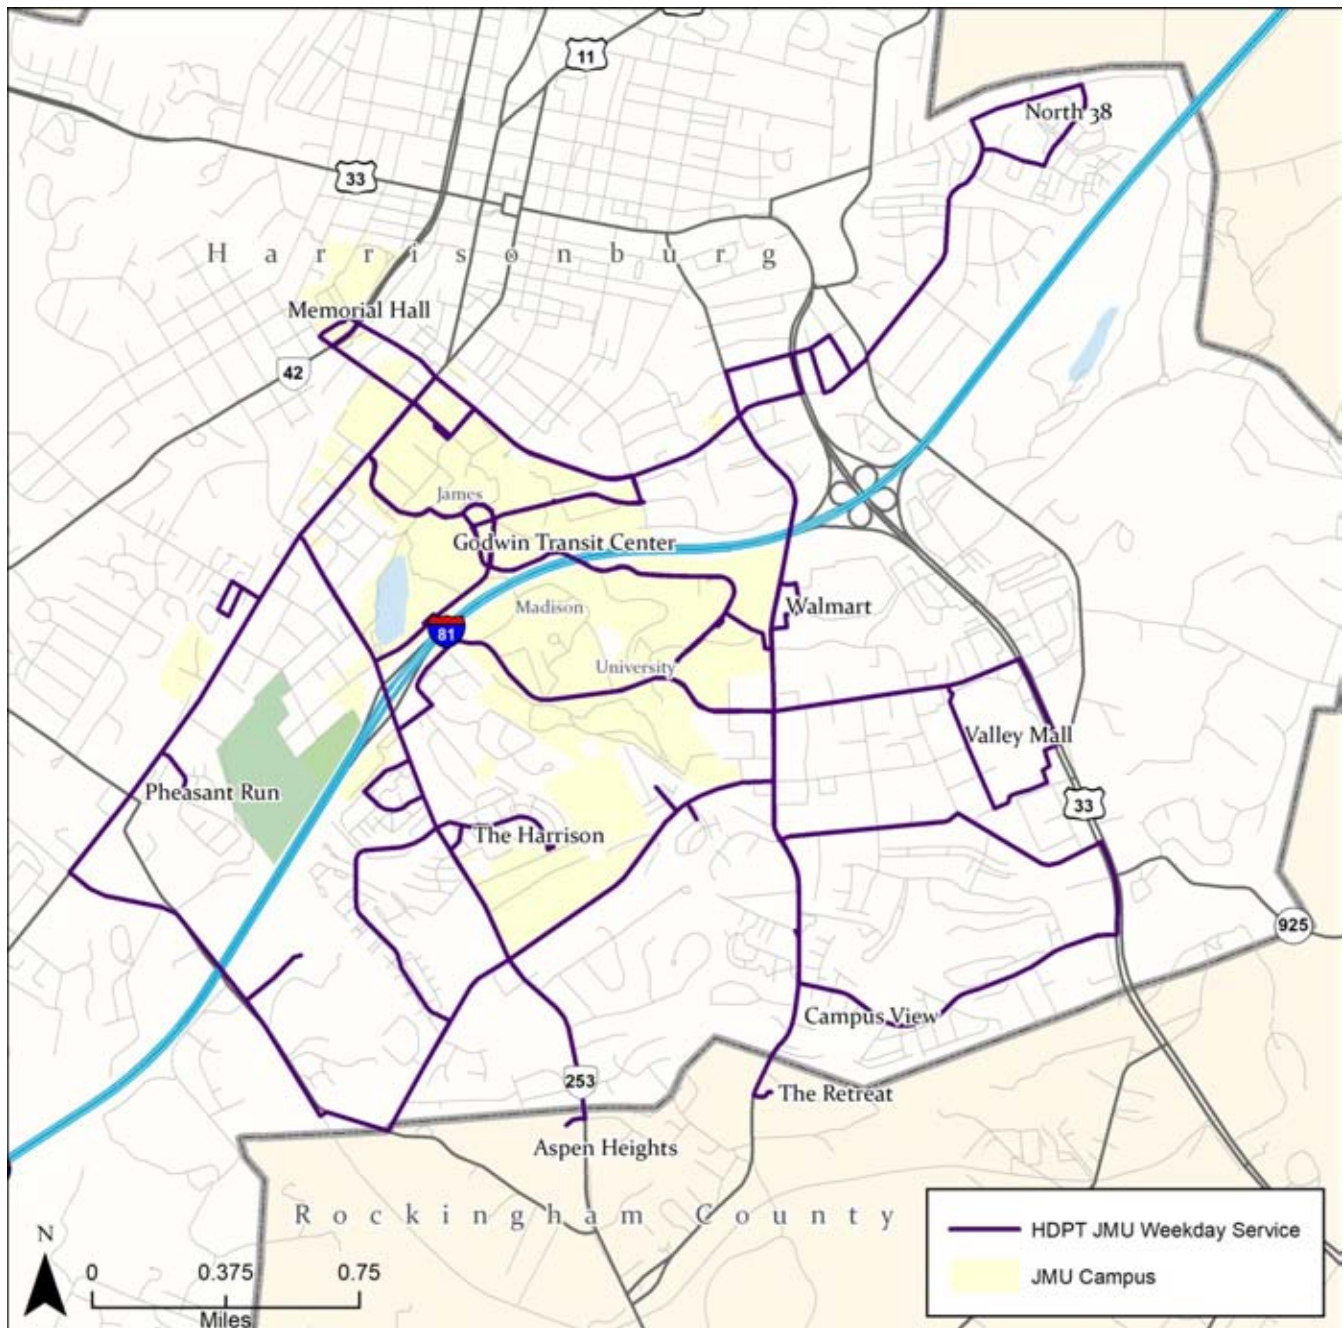 11
North 38
33
H a r r i s o n b u r g
Memorial Hall
42
James
Godwin Transit Center
Madison
Walmart
81
University
Valley Mall
Pheasant Run
33
The Harrison
925
Campus View
253
The Retreat
Aspen Heights
R o c k i n g h a m C o u n t y
N
0 0.375 0.75
Miles
HDPT JMU Weekday Service
JMU Campus